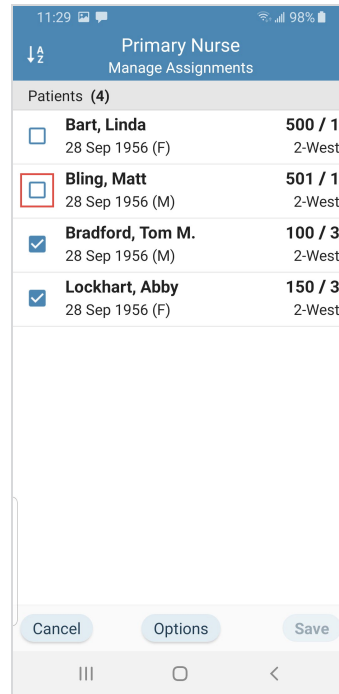 11:29 98%
Primary Nurse
Manage Assignments
Patients (4)
Bart, Linda 500 / 1
28 Sep 1956 (F) 2-West
Bling, Matt 501 / 1
28 Sep 1956 (M) 2-West
Bradford, Tom M. 100 / 3
28 Sep 1956 (M) 2-West
Lockhart, Abby 150 / 3
28 Sep 1956 (F) 2-West
Cancel Options Save